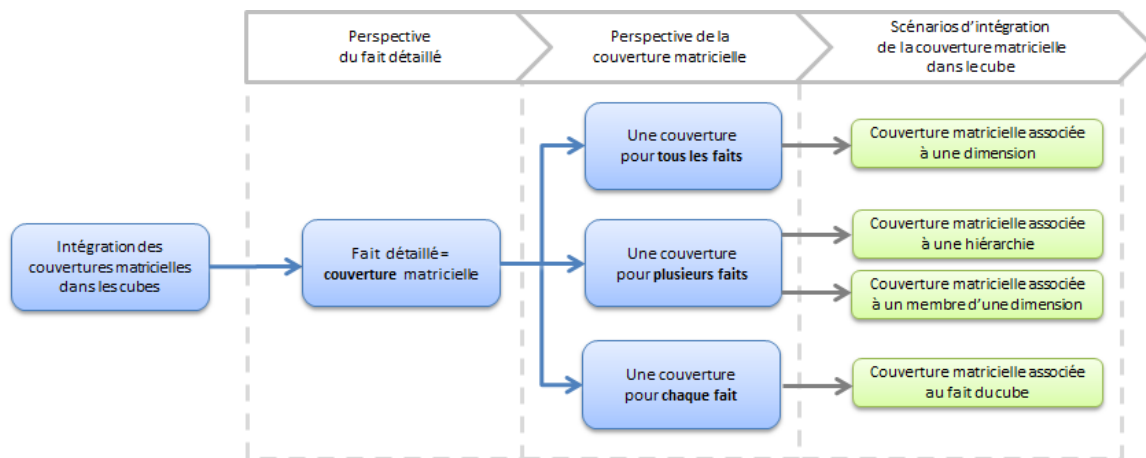 Perspective
du fait détaillé
Perspective de la
couverture matricielle
Scénarios d'intégration
de la couverture matricielle
dans le cube
Intégration des
couvertures matricielles
dans les cubes
Fait détaillé =
couverture matricielle
Une couverture
pour tous les faits
Une couverture
pour plusieurs faits
Une couverture
pour chaque fait
Couverture matricielle associée
à une dimension
Couverture matricielle associée
à une hiérarchie
Couverture matricielle associée
à un membre d'une dimension
Couverture matricielle associée
au fait du cube